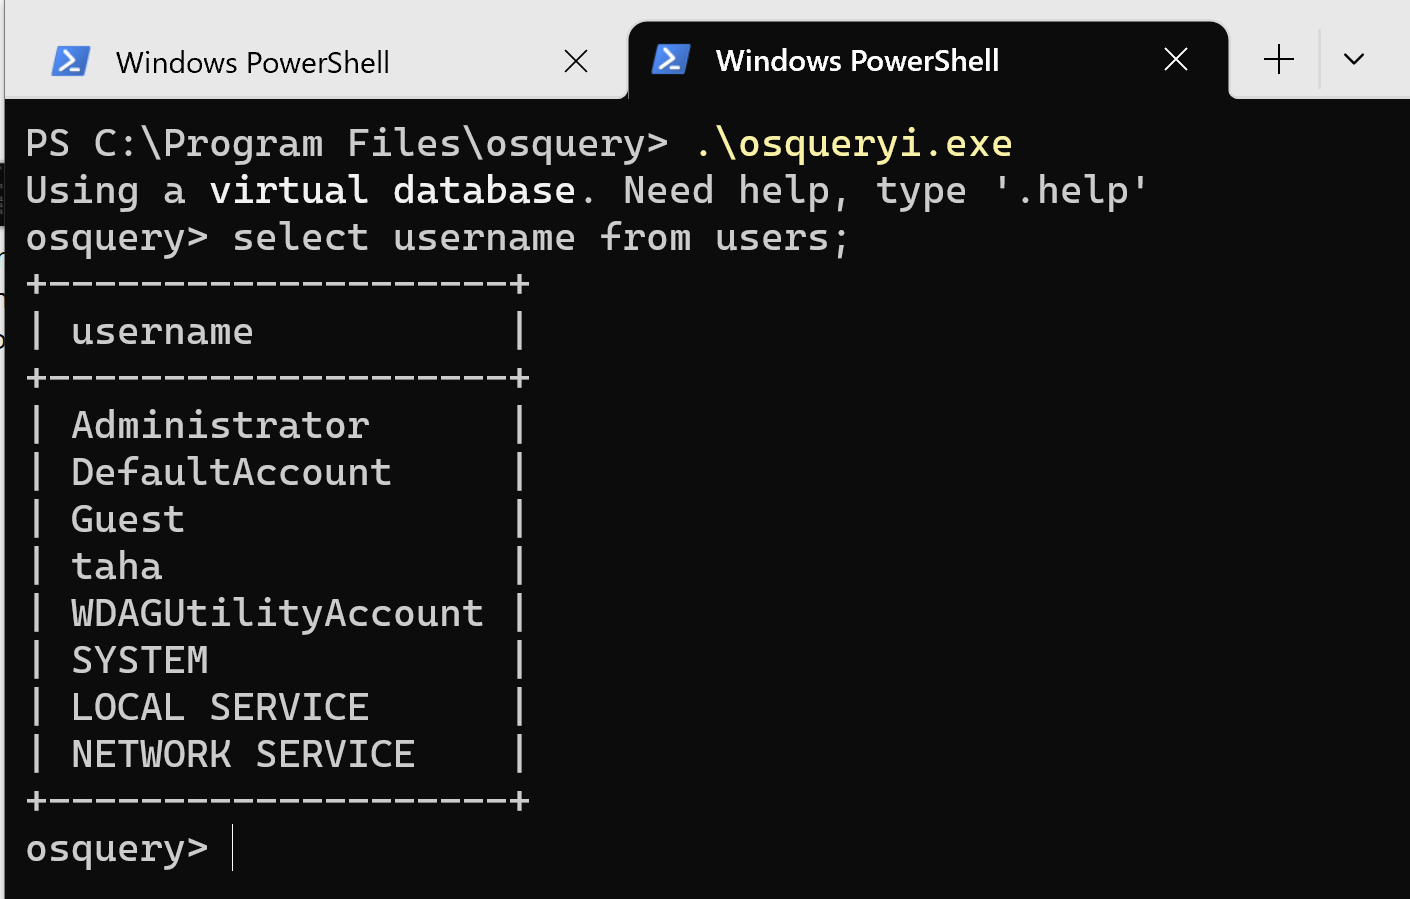 Windows PowerShell
Windows PowerShell
PS C:\Program Files\osquery> .\osqueryi.exe
Using a virtual database. Need help, type '.help'
osquery> select username from users;
+--------------------+
| username           |
+--------------------+
| Administrator      |
| DefaultAccount     |
| Guest              |
| taha               |
| WDAGUtilityAccount |
| SYSTEM             |
| LOCAL SERVICE      |
| NETWORK SERVICE    |
+--------------------+
osquery>